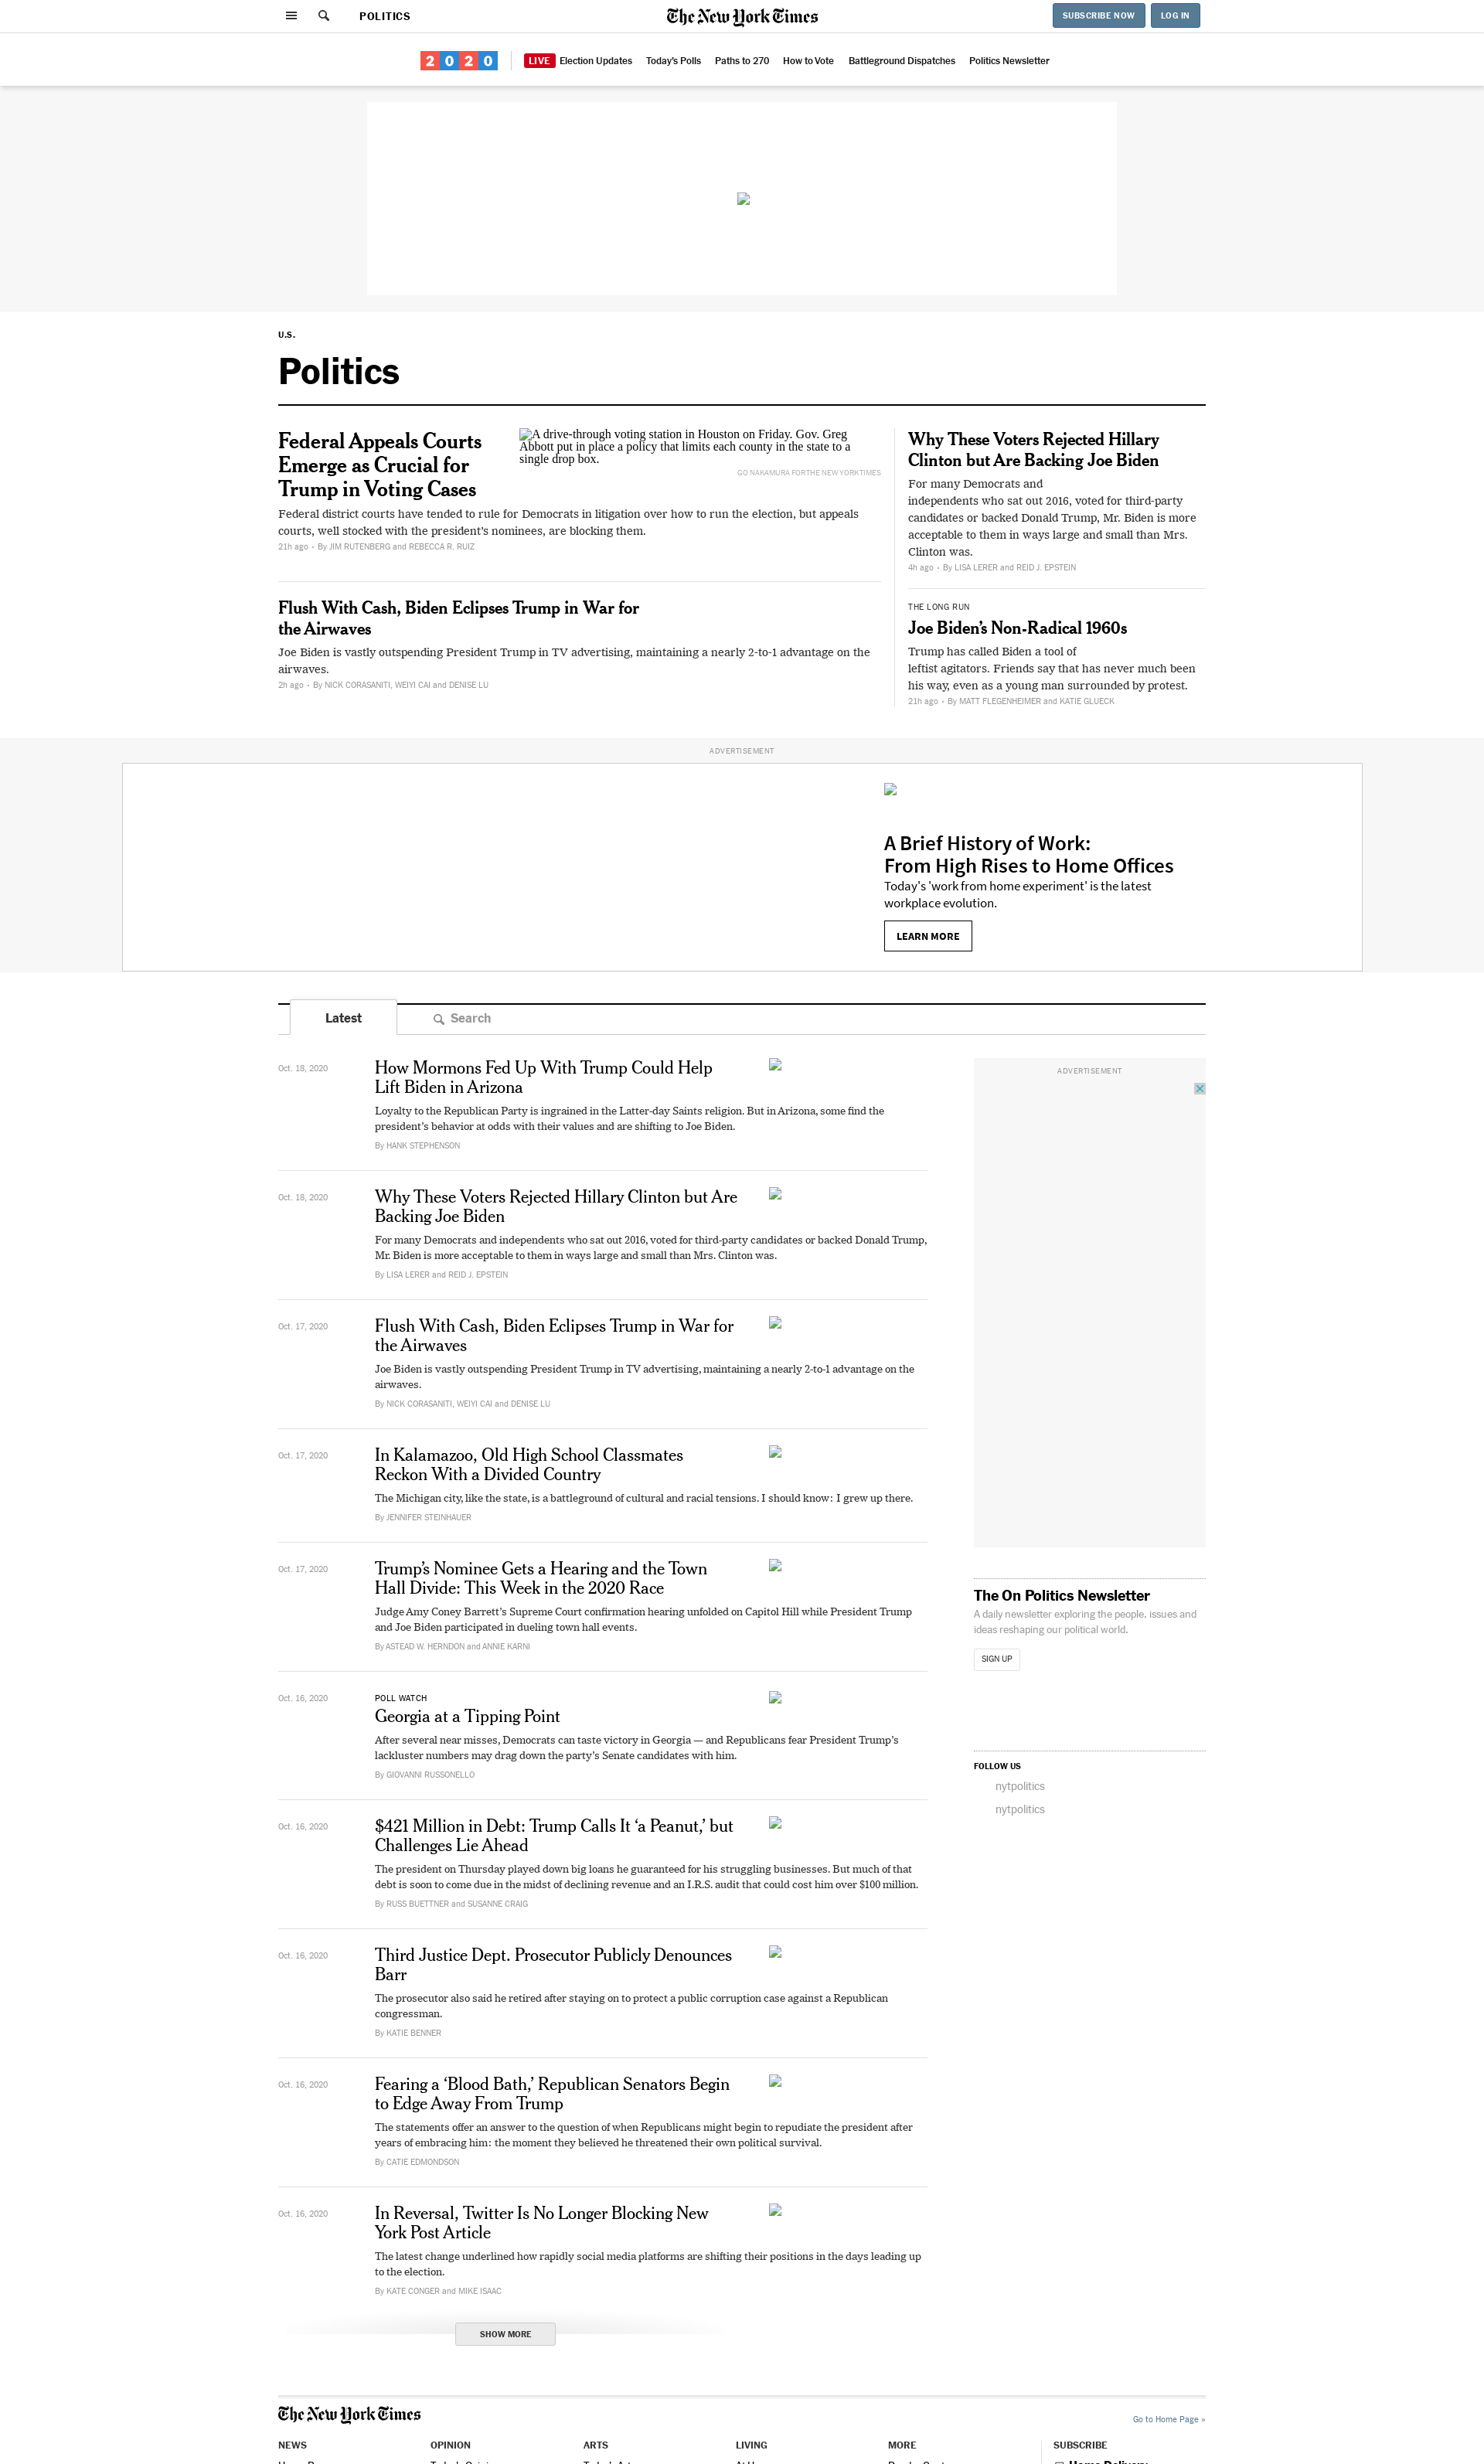 POLITICS
The New York Times
SUBSCRIBE NOW
LOG IN
2020
LIVE Election Updates
Today's Polls
Paths to 270
How to Vote
Battleground Dispatches
Politics Newsletter
U.S.
Politics
Federal Appeals Courts
Emerge as Crucial for
Trump in Voting Cases
A drive-through voting station in Houston on Friday. Gov. Greg
Abbott put in place a policy that limits each county in the state to a
single drop box.
GO NAKAMURA FOR THE NEW YORK TIMES
Federal district courts have tended to rule for Democrats in litigation over how to run the election, but appeals
courts, well stocked with the president's nominees, are blocking them.
21h ago • By JIM RUTENBERG and REBECCA R. RUIZ
Flush With Cash, Biden Eclipses Trump in War for
the Airwaves
Joe Biden is vastly outspending President Trump in TV advertising, maintaining a nearly 2-to-1 advantage on the
airwaves.
2h ago • By NICK CORASANITI, WEIYI CAI and DENISE LU
Why These Voters Rejected Hillary
Clinton but Are Backing Joe Biden
For many Democrats and
independents who sat out 2016, voted for third-party
candidates or backed Donald Trump, Mr. Biden is more
acceptable to them in ways large and small than Mrs.
Clinton was.
4h ago • By LISA LERER and REID J. EPSTEIN
THE LONG RUN
Joe Biden's Non-Radical 1960s
Trump has called Biden a tool of
leftist agitators. Friends say that has never much been
his way, even as a young man surrounded by protest.
21h ago • By MATT FLEGENHEIMER and KATIE GLUECK
ADVERTISEMENT
A Brief History of Work:
From High Rises to Home Offices
Today's 'work from home experiment' is the latest
workplace evolution.
LEARN MORE
Latest
Search
Oct. 18, 2020
How Mormons Fed Up With Trump Could Help
Lift Biden in Arizona
Loyalty to the Republican Party is ingrained in the Latter-day Saints religion. But in Arizona, some find the
president's behavior at odds with their values and are shifting to Joe Biden.
By HANK STEPHENSON
Oct. 18, 2020
Why These Voters Rejected Hillary Clinton but Are
Backing Joe Biden
For many Democrats and independents who sat out 2016, voted for third-party candidates or backed Donald Trump,
Mr. Biden is more acceptable to them in ways large and small than Mrs. Clinton was.
By LISA LERER and REID J. EPSTEIN
Oct. 17, 2020
Flush With Cash, Biden Eclipses Trump in War for
the Airwaves
Joe Biden is vastly outspending President Trump in TV advertising, maintaining a nearly 2-to-1 advantage on the
airwaves.
By NICK CORASANITI, WEIYI CAI and DENISE LU
Oct. 17, 2020
In Kalamazoo, Old High School Classmates
Reckon With a Divided Country
The Michigan city, like the state, is a battleground of cultural and racial tensions. I should know: I grew up there.
By JENNIFER STEINHAUER
Oct. 17, 2020
Trump's Nominee Gets a Hearing and the Town
Hall Divide: This Week in the 2020 Race
Judge Amy Coney Barrett's Supreme Court confirmation hearing unfolded on Capitol Hill while President Trump
and Joe Biden participated in dueling town hall events.
By ASTEAD W. HERNDON and ANNIE KARNI
Oct. 16, 2020
POLL WATCH
Georgia at a Tipping Point
After several near misses, Democrats can taste victory in Georgia — and Republicans fear President Trump's
lackluster numbers may drag down the party's Senate candidates with him.
By GIOVANNI RUSSONELLO
Oct. 16, 2020
$421 Million in Debt: Trump Calls It 'a Peanut,' but
Challenges Lie Ahead
The president on Thursday played down big loans he guaranteed for his struggling businesses. But much of that
debt is soon to come due in the midst of declining revenue and an I.R.S. audit that could cost him over $100 million.
By RUSS BUETTNER and SUSANNE CRAIG
Oct. 16, 2020
Third Justice Dept. Prosecutor Publicly Denounces
Barr
The prosecutor also said he retired after staying on to protect a public corruption case against a Republican
congressman.
By KATIE BENNER
Oct. 16, 2020
Fearing a 'Blood Bath,' Republican Senators Begin
to Edge Away From Trump
The statements offer an answer to the question of when Republicans might begin to repudiate the president after
years of embracing him: the moment they believed he threatened their own political survival.
By CATIE EDMONDSON
Oct. 16, 2020
In Reversal, Twitter Is No Longer Blocking New
York Post Article
The latest change underlined how rapidly social media platforms are shifting their positions in the days leading up
to the election.
By KATE CONGER and MIKE ISAAC
SHOW MORE
ADVERTISEMENT
The On Politics Newsletter
A daily newsletter exploring the people, issues and
ideas reshaping our political world.
SIGN UP
FOLLOW US
nytpolitics
nytpolitics
The New York Times
Go to Home Page »
NEWS
OPINION
ARTS
LIVING
MORE
SUBSCRIBE